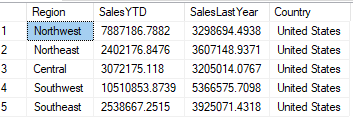 Region SalesYTD SalesLastYear Country
1 Northwest 7887186.7882 3298694.4938 United States
2 Northeast 2402176.8476 3607148.9371 United States
3 Central 3072175.118 3205014.0767 United States
4 Southwest 10510853.8739 5366575.7098 United States
5 Southeast 2538667.2515 3925071.4318 United States